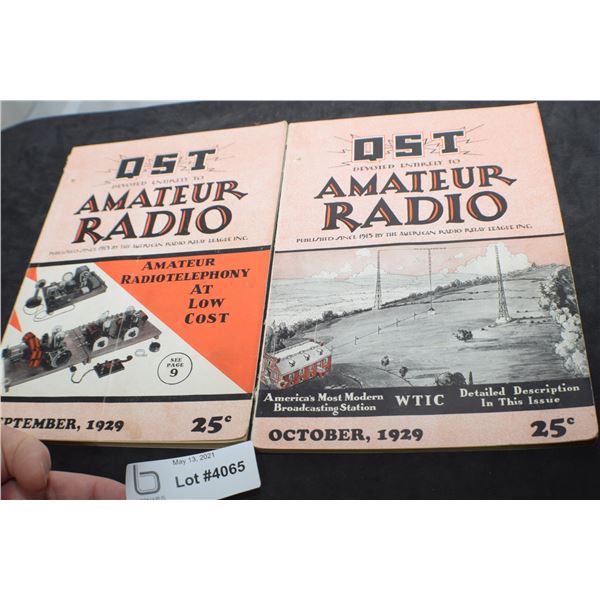 QST
DEVOTED ENTIRELY TO
AMATEUR
RADIO
PUBLISHED SINCE 1915 BY THE AMERICAN RADIO RELAY LEAGUE INC.
AMATEUR
RADIOTELEPHONY
AT
LOW
COST
SEE
PAGE
9
SEPTEMBER, 1929
25c
QST
DEVOTED ENTIRELY TO
AMATEUR
RADIO
PUBLISHED SINCE 1915 BY THE AMERICAN RADIO RELAY LEAGUE INC.
America's Most Modern
Broadcasting Station
WTIC
Detailed Description
In This Issue
OCTOBER, 1929
25c
May 13, 2021
Lot #4065